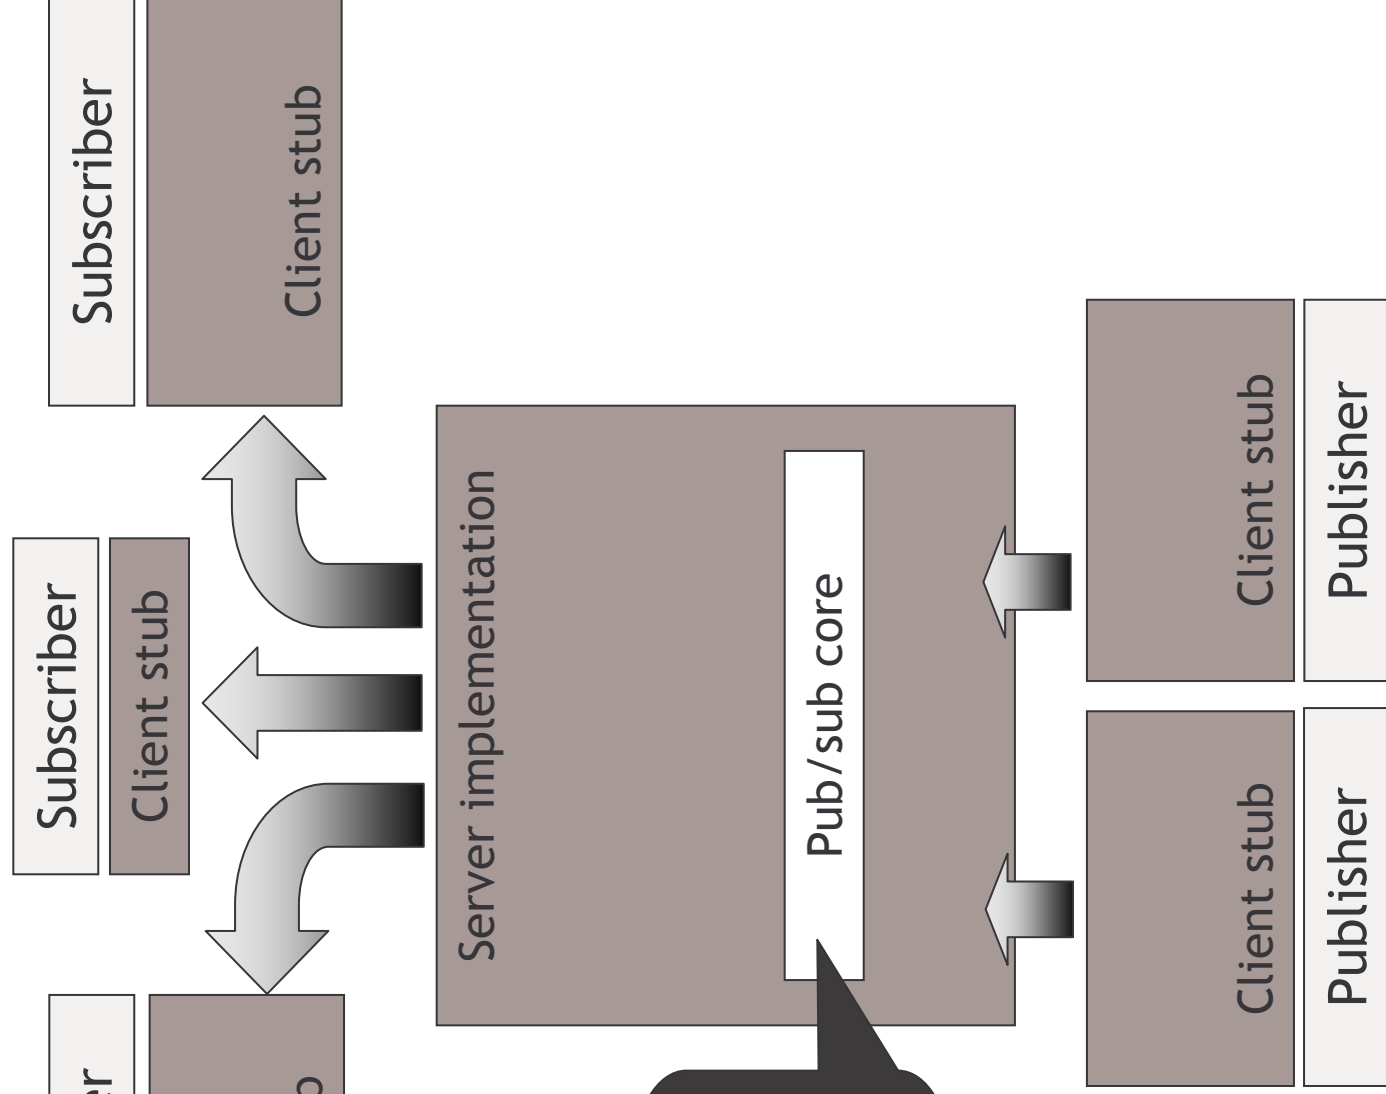 Subscriber
Client stub
Subscriber
Client stub
Server implementation
Pub/sub core
Client stub
Publisher
Client stub
Publisher